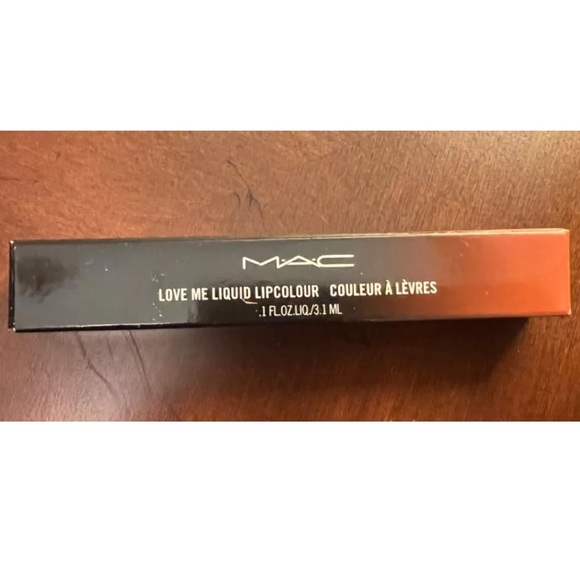 M·A·C
LOVE ME LIQUID LIPCOLOUR COULEUR À LÈVRES
.1 FL.OZ.LIQ./3.1 ML